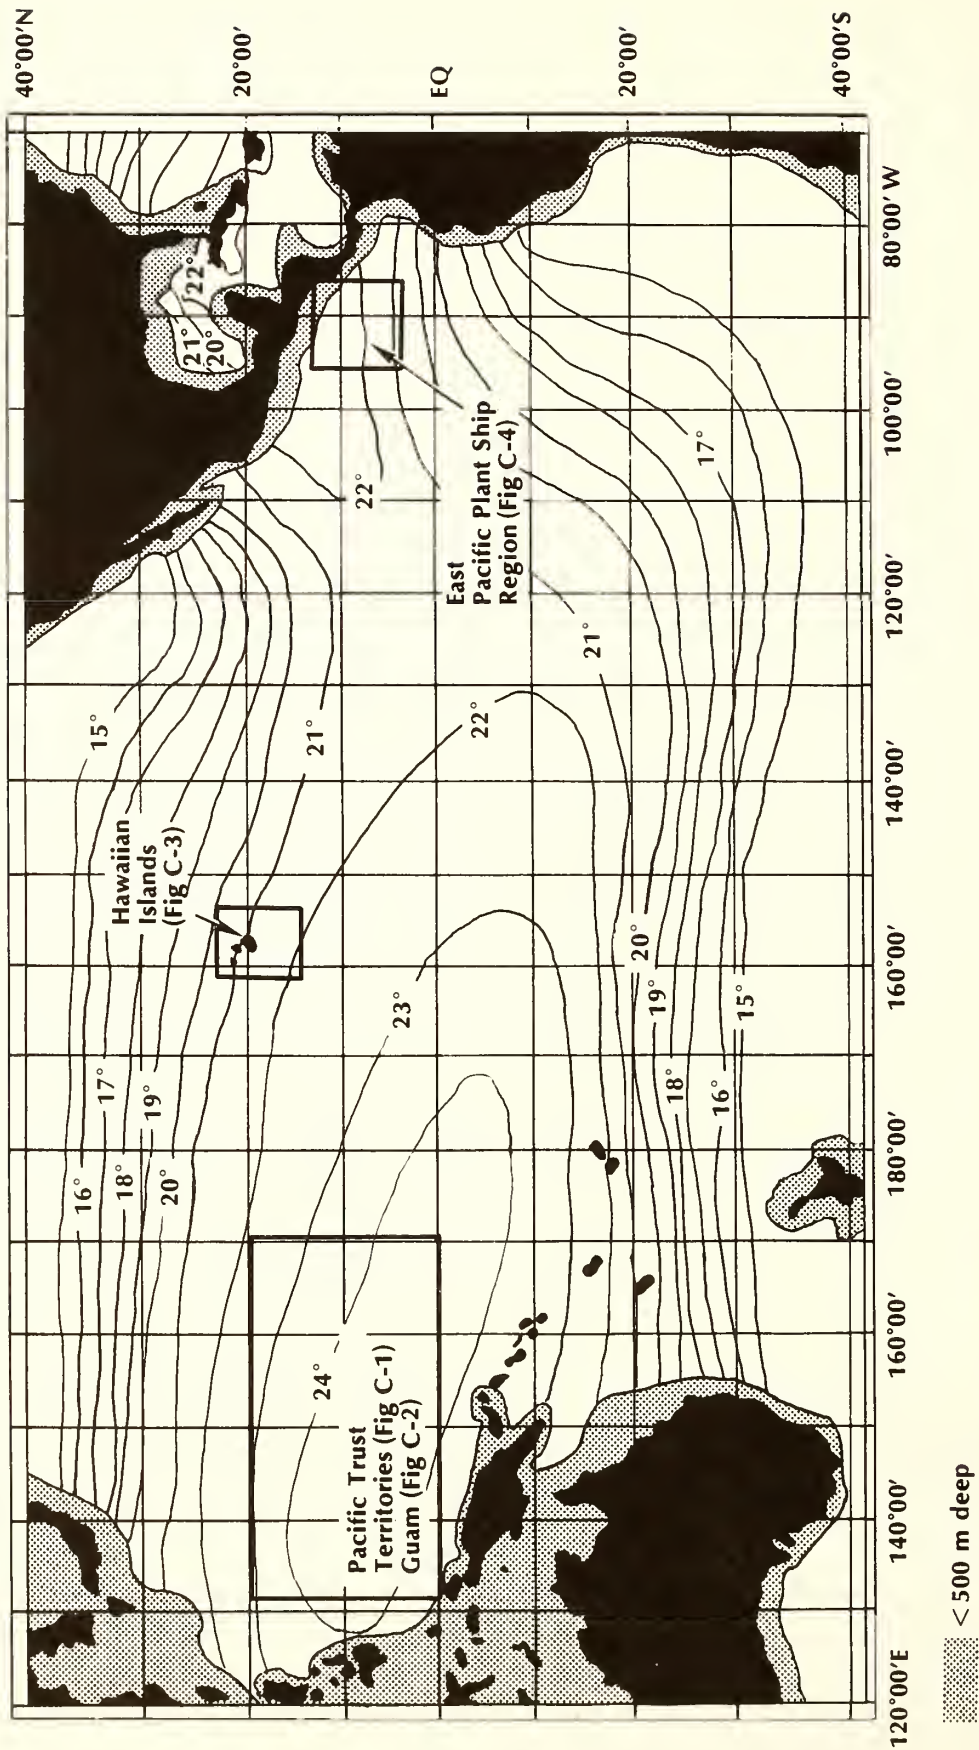 40°00'N
20°00'
EQ
20°00'
40°00'S
15°
16°
17°
18°
19°
20°
Hawaiian
Islands
(Fig C-3)
21°
22°
21°
20°
24°
23°
22°
22°
Pacific Trust
Territories (Fig C-1)
Guam (Fig C-2)
East
Pacific Plant Ship
Region (Fig C-4)
21°
20°
19°
18°
17°
16°
15°
120°00'E
140°00'
160°00'
180°00'
160°00'
140°00'
120°00'
100°00'
80°00' W
< 500 m deep